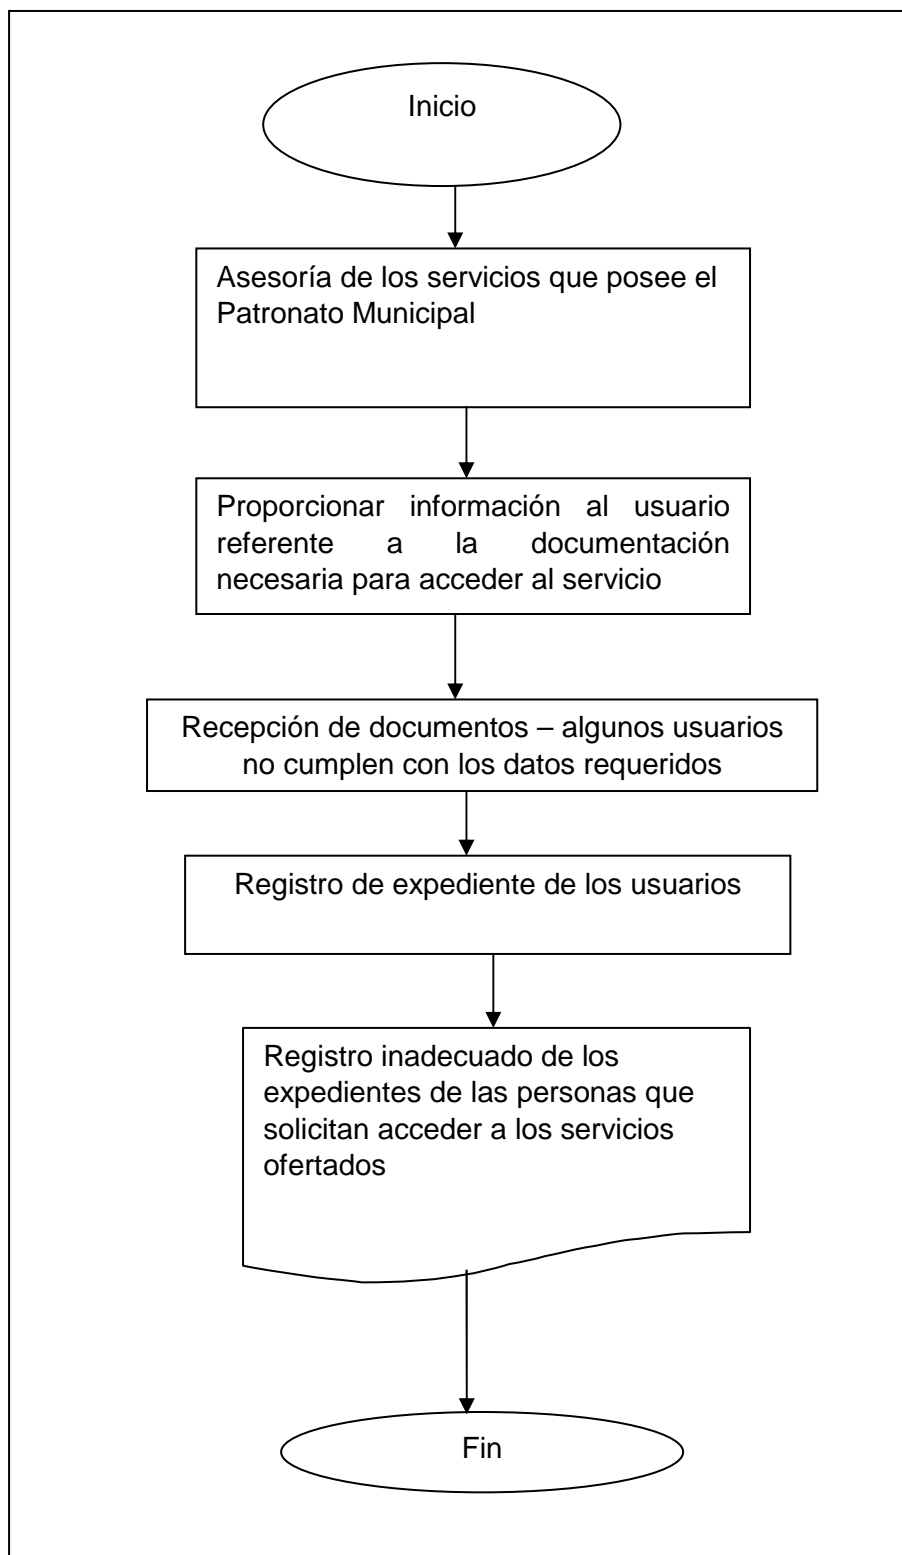 Inicio
Asesoría de los servicios que posee el
Patronato Municipal
Proporcionar información al usuario
referente a la documentación
necesaria para acceder al servicio
Recepción de documentos – algunos usuarios
no cumplen con los datos requeridos
Registro de expediente de los usuarios
Registro inadecuado de los
expedientes de las personas que
solicitan acceder a los servicios
ofertados
Fin